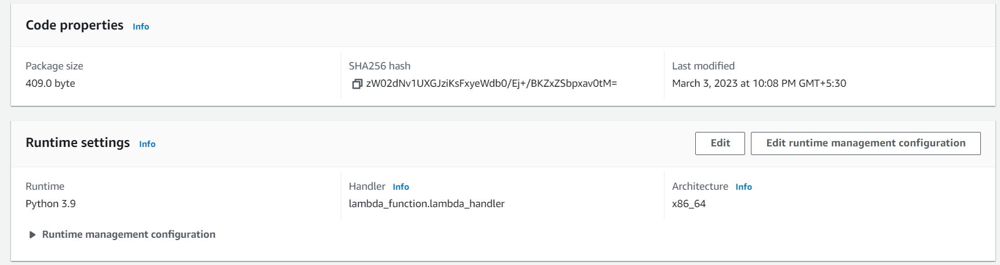 Code properties Info
Package size
409.0 byte
SHA256 hash
zW02dNv1UXGJziKsFxyeWdb0/Ej+/BKZxZSbpxav0tM=
Last modified
March 3, 2023 at 10:08 PM GMT+5:30
Runtime settings Info
Edit
Edit runtime management configuration
Runtime
Python 3.9
Handler Info
lambda_function.lambda_handler
Architecture Info
x86_64
Runtime management configuration